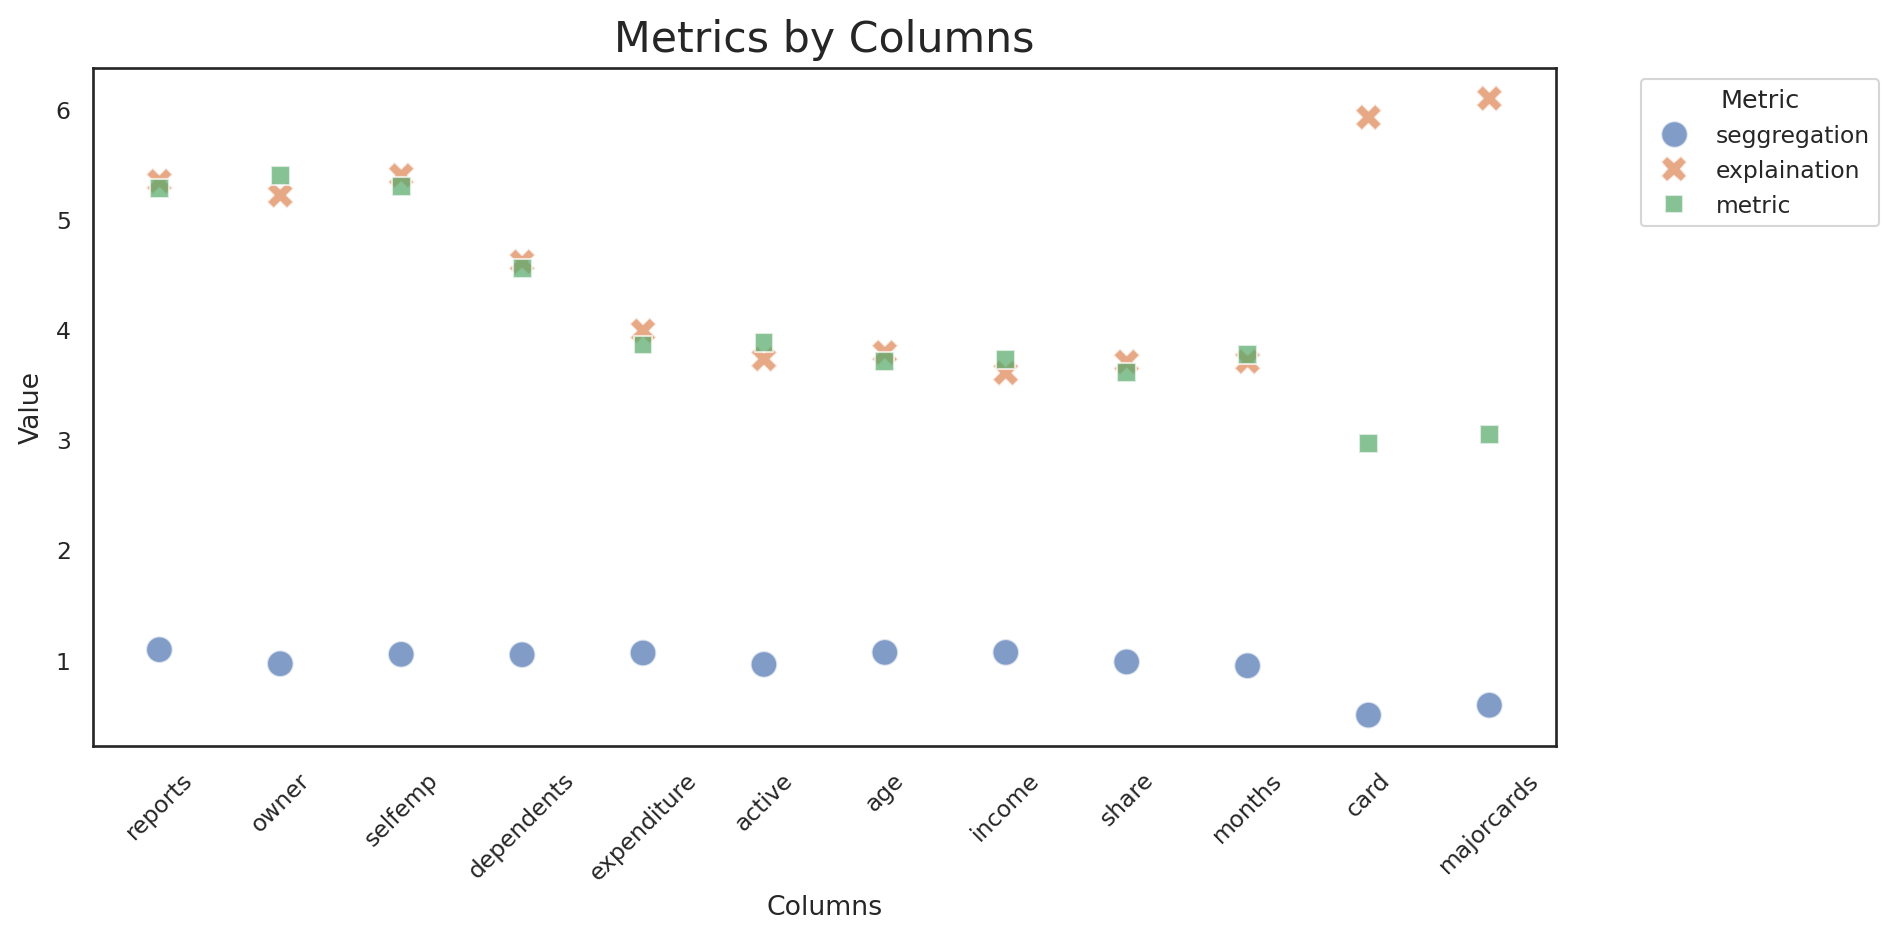 Metrics by Columns
Metric
seggregation
explaination
metric
Value
6
5
4
3
2
1
reports
owner
selfemp
dependents
expenditure
active
age
income
share
months
card
majorcards
Columns